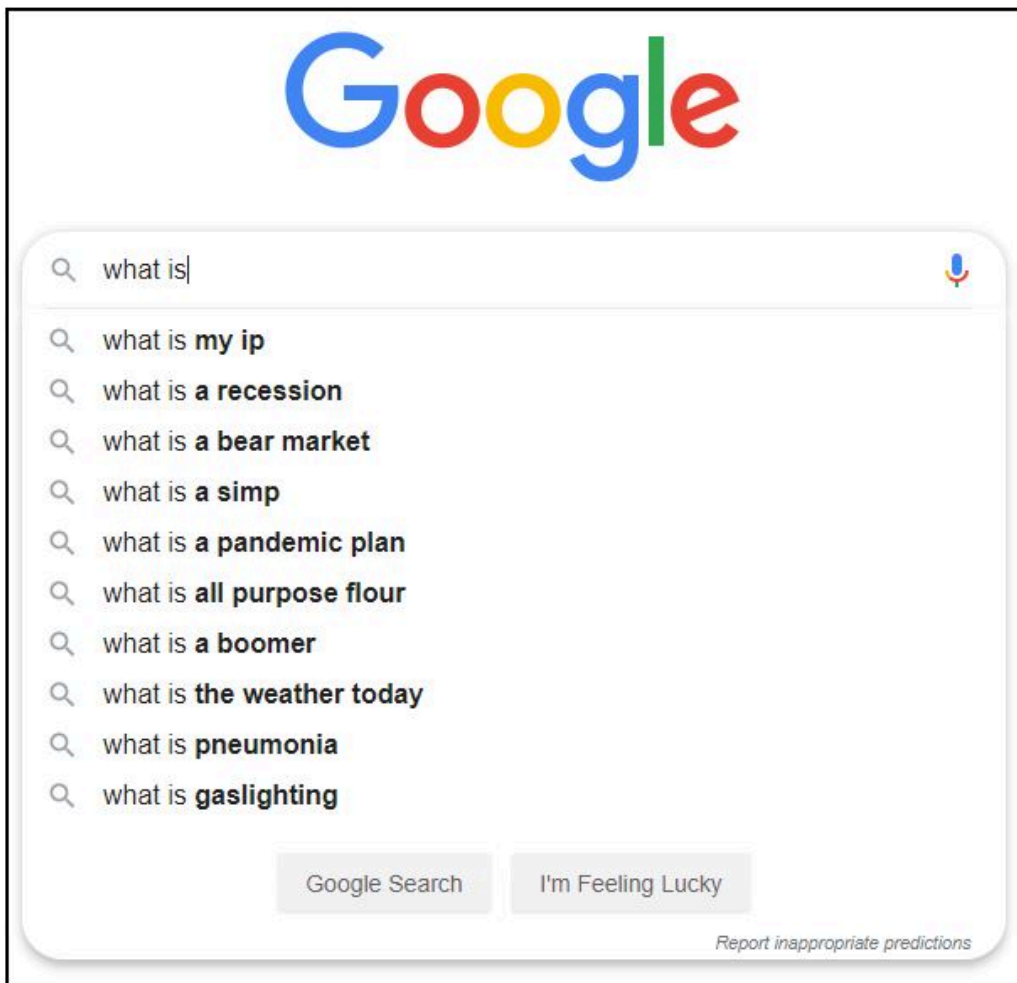 Google
what is
what is my ip
what is a recession
what is a bear market
what is a simp
what is a pandemic plan
what is all purpose flour
what is a boomer
what is the weather today
what is pneumonia
what is gaslighting
Google Search I'm Feeling Lucky
Report inappropriate predictions